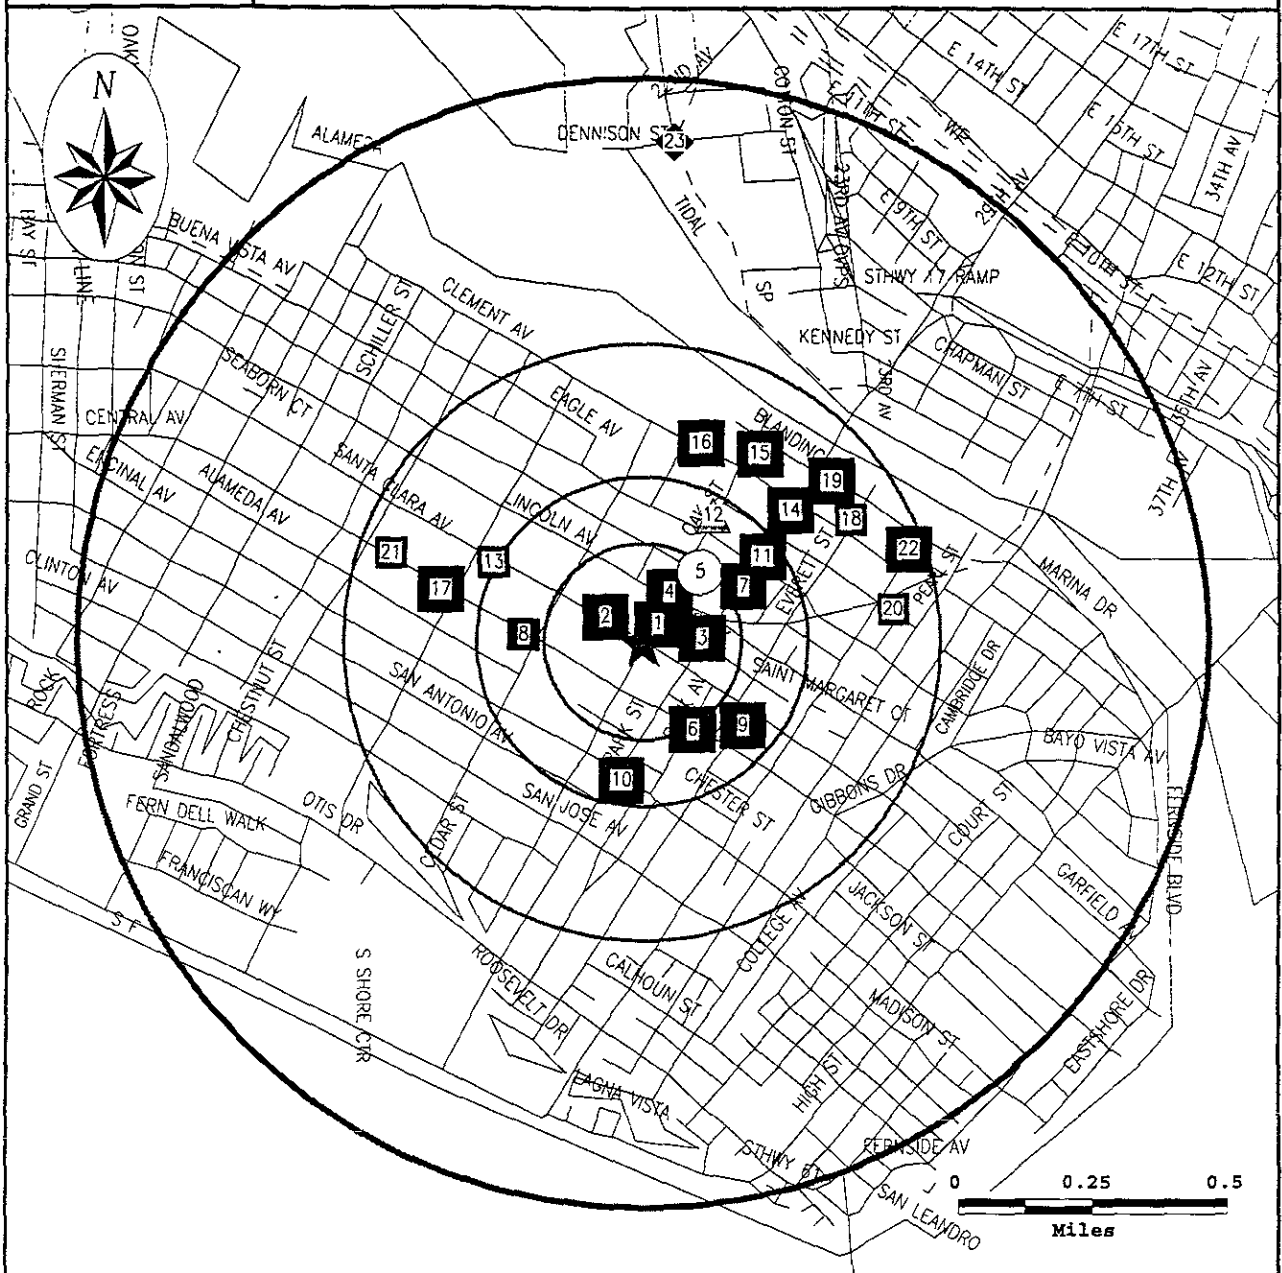 N
E 17TH ST
E 14TH ST
E 11TH ST
WP
E 15TH ST
34TH AV
ALAMEDA
DENNISON ST
23
29TH AV
E 9TH ST
TIDAL
BAY ST
BUENA VISTA AV
LINE
SP
STHWY 17 RAMP
E 10TH ST
E 12TH ST
CLEMENT AV
SCHILLER ST
KENNEDY ST
CHAPMAN ST
SHERMAN ST
SEABORN CT
23RD AV
E 7TH ST
CENTRAL AV
EAGLE AV
BLANDING
16
15
ENCINAL AV
ALAMEDA AV
SANTA CLARA AV
LINCOLN AV
19
37TH
14
12
18
21
13
11
22
CLINTON AV
17
5
4
7
EVERET ST
PEARL ST
MARINA DR
2
1
20
8
3
CHESTNUT ST
SAN ANTONIO AV
SAINT MARGARET CT
CAMBRIDGE DR
ROCK
FORTRESS
SANDALWOOD
PARK ST
6
9
BAYO VISTA AV
GRAND ST
10
CHESTER ST
GIBBONS DR
FERN DELL WALK
OTIS DR
CEDAR ST
SAN JOSE AV
COURT ST
FERNSIDE BLVD
FRANCISCAN WY
JACKSON ST
GARFIELD AV
S F
COLLEGE AV
S SHORE CTR
ROOSEVELT DR
CALHOUN ST
MADISON ST
EASTSHORE DR
LAGNA VISTA
HIGH ST
STHWY 61
FERNSIDE AV
SAN LEANDRO
0 0.25 0.5
Miles